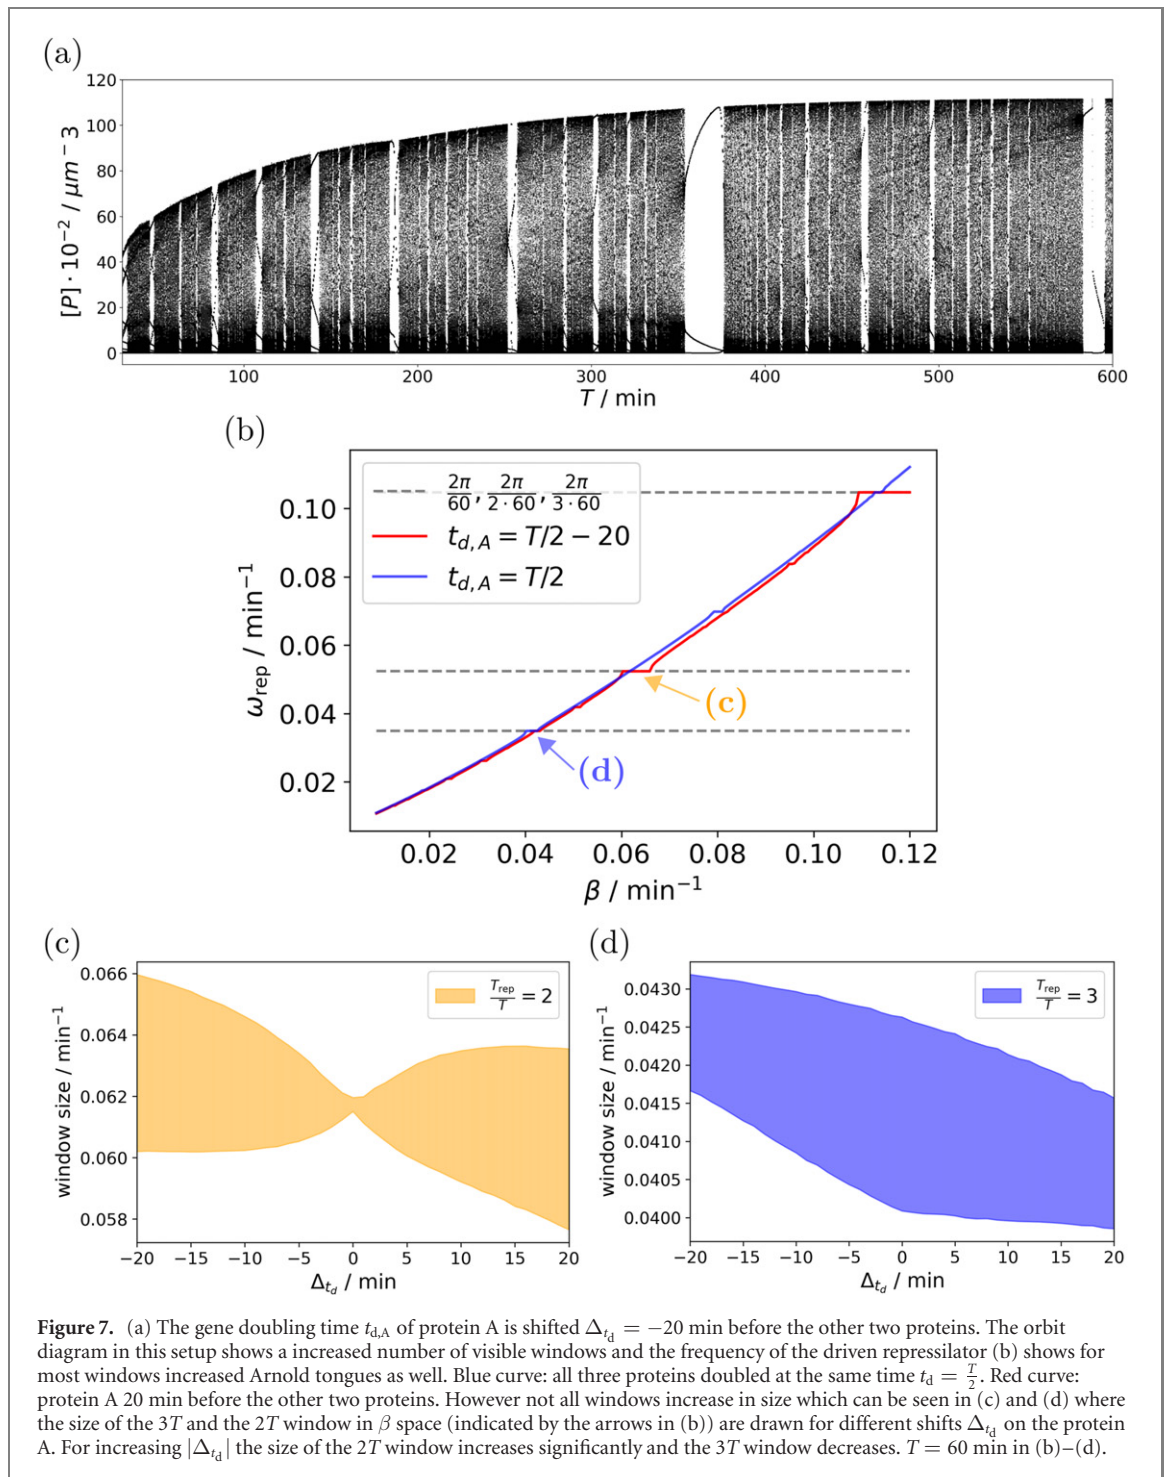 (a)
120
100
80
60
40
20
0
[P]·10⁻² / μm⁻3
100
200
300
400
500
600
T / min
(b)
2π/60, 2π/2·60, 2π/3·60
t_d,A = T/2 − 20
t_d,A = T/2
0.10
0.08
0.06
0.04
0.02
ω_rep / min⁻¹
(c)
(d)
0.02
0.04
0.06
0.08
0.10
0.12
β / min⁻¹
(c)
T_rep/T = 2
0.066
0.064
0.062
0.060
0.058
window size / min⁻¹
−20
−15
−10
−5
0
5
10
15
20
Δ_t_d / min
(d)
T_rep/T = 3
0.0430
0.0425
0.0420
0.0415
0.0410
0.0405
0.0400
window size / min⁻¹
−20
−15
−10
−5
0
5
10
15
20
Δ_t_d / min
Figure 7. (a) The gene doubling time t_d,A of protein A is shifted Δ_t_d = −20 min before the other two proteins. The orbit
diagram in this setup shows a increased number of visible windows and the frequency of the driven repressilator (b) shows for
most windows increased Arnold tongues as well. Blue curve: all three proteins doubled at the same time t_d = T/2. Red curve:
protein A 20 min before the other two proteins. However not all windows increase in size which can be seen in (c) and (d) where
the size of the 3T and the 2T window in β space (indicated by the arrows in (b)) are drawn for different shifts Δ_t_d on the protein
A. For increasing |Δ_t_d| the size of the 2T window increases significantly and the 3T window decreases. T = 60 min in (b)–(d).